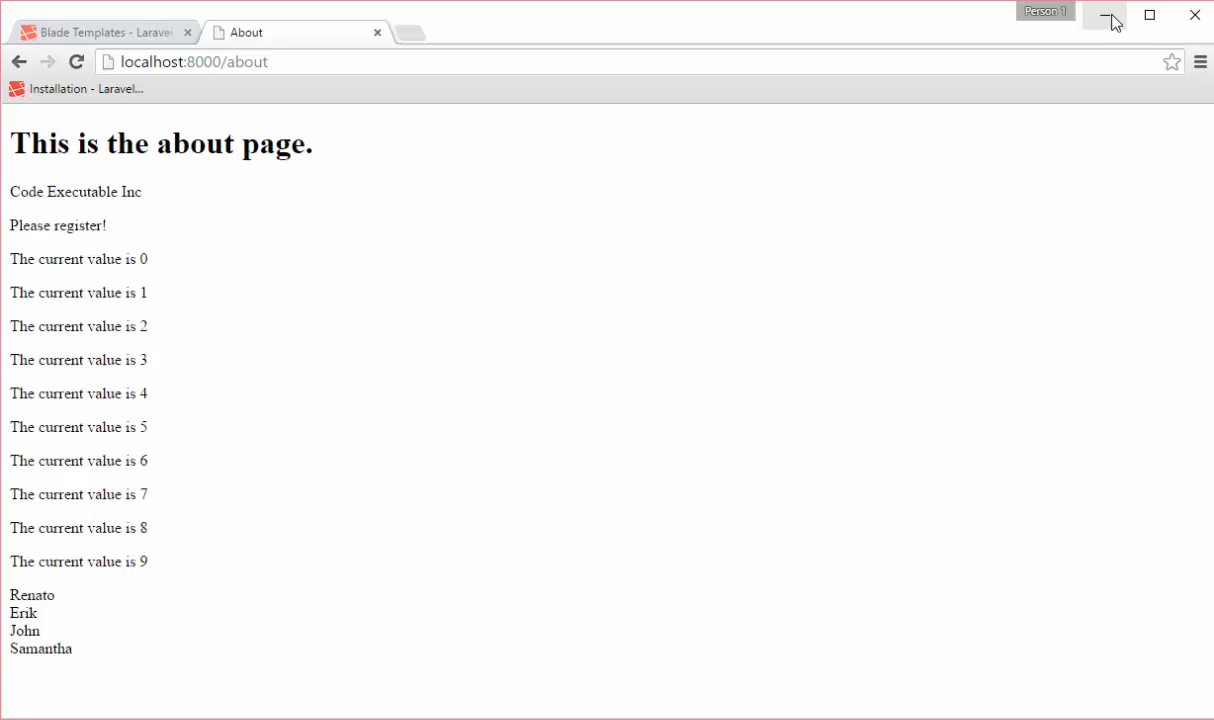 Person 1
Blade Templates - Laravel
About
localhost:8000/about
Installation - Laravel...
This is the about page.
Code Executable Inc
Please register!
The current value is 0
The current value is 1
The current value is 2
The current value is 3
The current value is 4
The current value is 5
The current value is 6
The current value is 7
The current value is 8
The current value is 9
Renato
Erik
John
Samantha